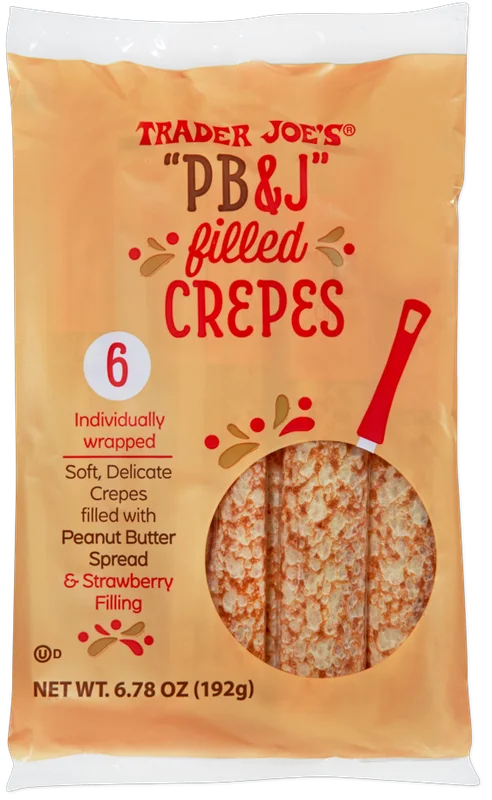 TRADER JOE'S®
"PB&J"
filled
CREPES
6
Individually
wrapped
Soft, Delicate
Crepes
filled with
Peanut Butter
Spread
& Strawberry
Filling
U D
NET WT. 6.78 OZ (192g)